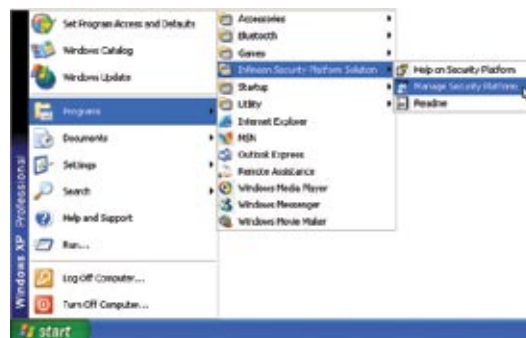 Set Program Access and Defaults
Windows Catalog
Windows Update
Programs
Documents
Settings
Search
Help and Support
Run...
Log Off Computer...
Turn Off Computer...
Windows XP Professional
start
Accessories
Bluetooth
Games
Infineon Security Platform Solution
Startup
Utility
Internet Explorer
MSN
Outlook Express
Remote Assistance
Windows Media Player
Windows Messenger
Windows Movie Maker
Help on Security Platform
Manage Security Platform
Readme